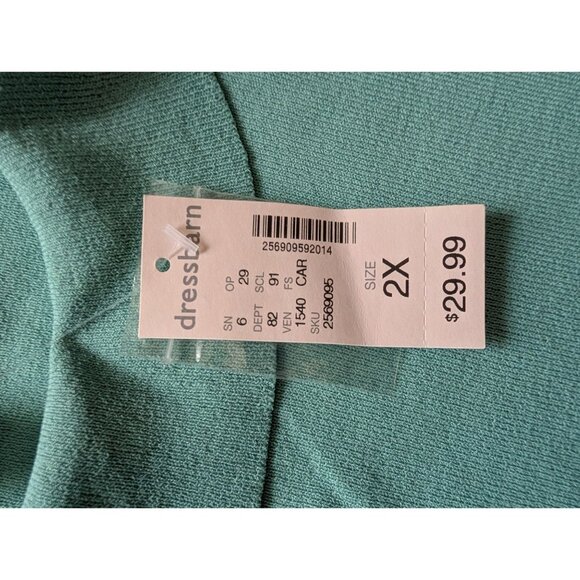 dressbarn
256909592014
SN OP
6 29
DEPT SCL
82 91
VEN FS
1540 CAR
SKU
2569095
SIZE
2X
$29.99